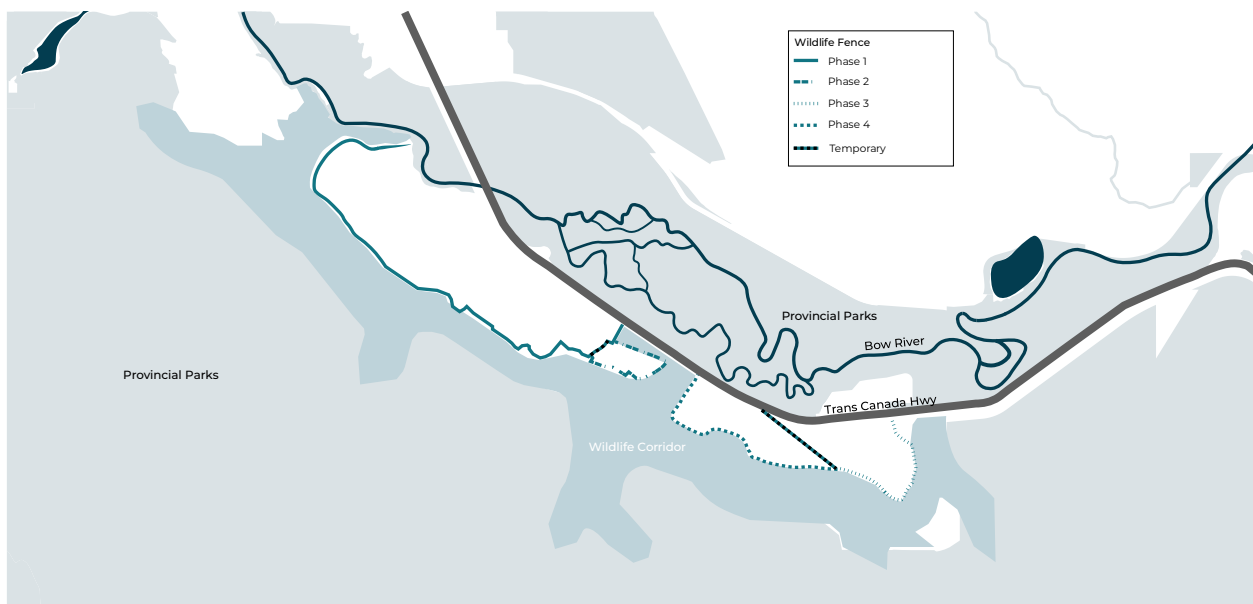 Wildlife Fence
Phase 1
Phase 2
Phase 3
Phase 4
Temporary
Provincial Parks
Bow River
Provincial Parks
Trans Canada Hwy
Wildlife Corridor